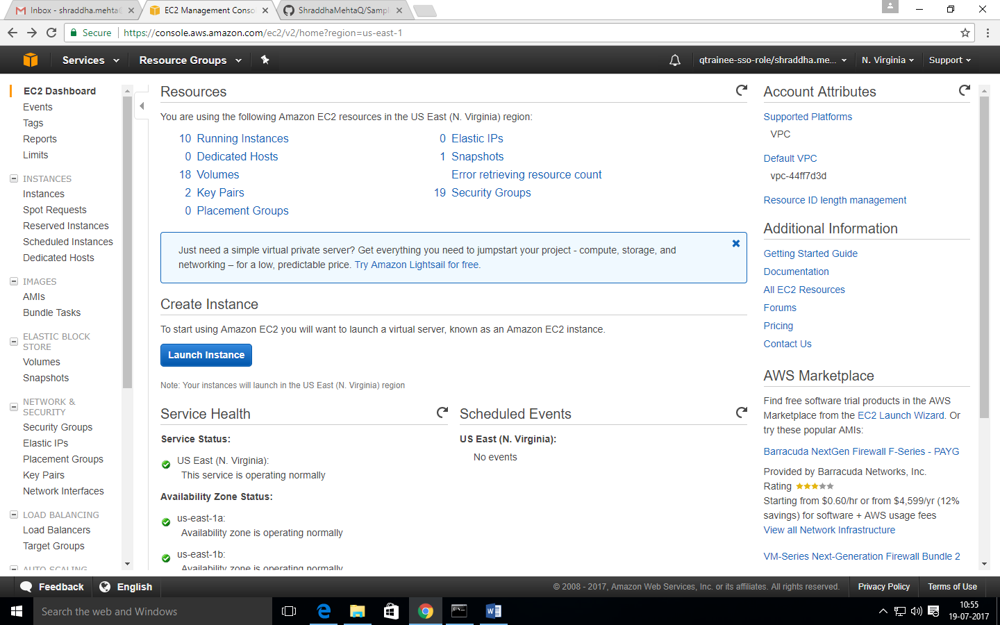 Inbox - shraddha.mehta
EC2 Management Conso
ShraddhaMehtaQ/Sampl
Secure
https://console.aws.amazon.com/ec2/v2/home?region=us-east-1
Services
Resource Groups
qtrainee-sso-role/shraddha.me...
N. Virginia
Support
EC2 Dashboard
Events
Tags
Reports
Limits
INSTANCES
Instances
Spot Requests
Reserved Instances
Scheduled Instances
Dedicated Hosts
IMAGES
AMIs
Bundle Tasks
ELASTIC BLOCK
STORE
Volumes
Snapshots
NETWORK &
SECURITY
Security Groups
Elastic IPs
Placement Groups
Key Pairs
Network Interfaces
LOAD BALANCING
Load Balancers
Target Groups
AUTO SCALING
Resources
You are using the following Amazon EC2 resources in the US East (N. Virginia) region:
10 Running Instances
0 Elastic IPs
0 Dedicated Hosts
1 Snapshots
18 Volumes
Error retrieving resource count
2 Key Pairs
19 Security Groups
0 Placement Groups
Just need a simple virtual private server? Get everything you need to jumpstart your project - compute, storage, and
networking – for a low, predictable price. Try Amazon Lightsail for free.
Create Instance
To start using Amazon EC2 you will want to launch a virtual server, known as an Amazon EC2 instance.
Launch Instance
Note: Your instances will launch in the US East (N. Virginia) region
Service Health
Service Status:
US East (N. Virginia):
This service is operating normally
Availability Zone Status:
us-east-1a:
Availability zone is operating normally
us-east-1b:
Availability zone is operating normally
Scheduled Events
US East (N. Virginia):
No events
Account Attributes
Supported Platforms
VPC
Default VPC
vpc-44ff7d3d
Resource ID length management
Additional Information
Getting Started Guide
Documentation
All EC2 Resources
Forums
Pricing
Contact Us
AWS Marketplace
Find free software trial products in the AWS
Marketplace from the EC2 Launch Wizard. Or
try these popular AMIs:
Barracuda NextGen Firewall F-Series - PAYG
Provided by Barracuda Networks, Inc.
Rating
Starting from $0.60/hr or from $4,599/yr (12%
savings) for software + AWS usage fees
View all Network Infrastructure
VM-Series Next-Generation Firewall Bundle 2
Feedback
English
© 2008 - 2017, Amazon Web Services, Inc. or its affiliates. All rights reserved.
Privacy Policy
Terms of Use
Search the web and Windows
10:55
19-07-2017